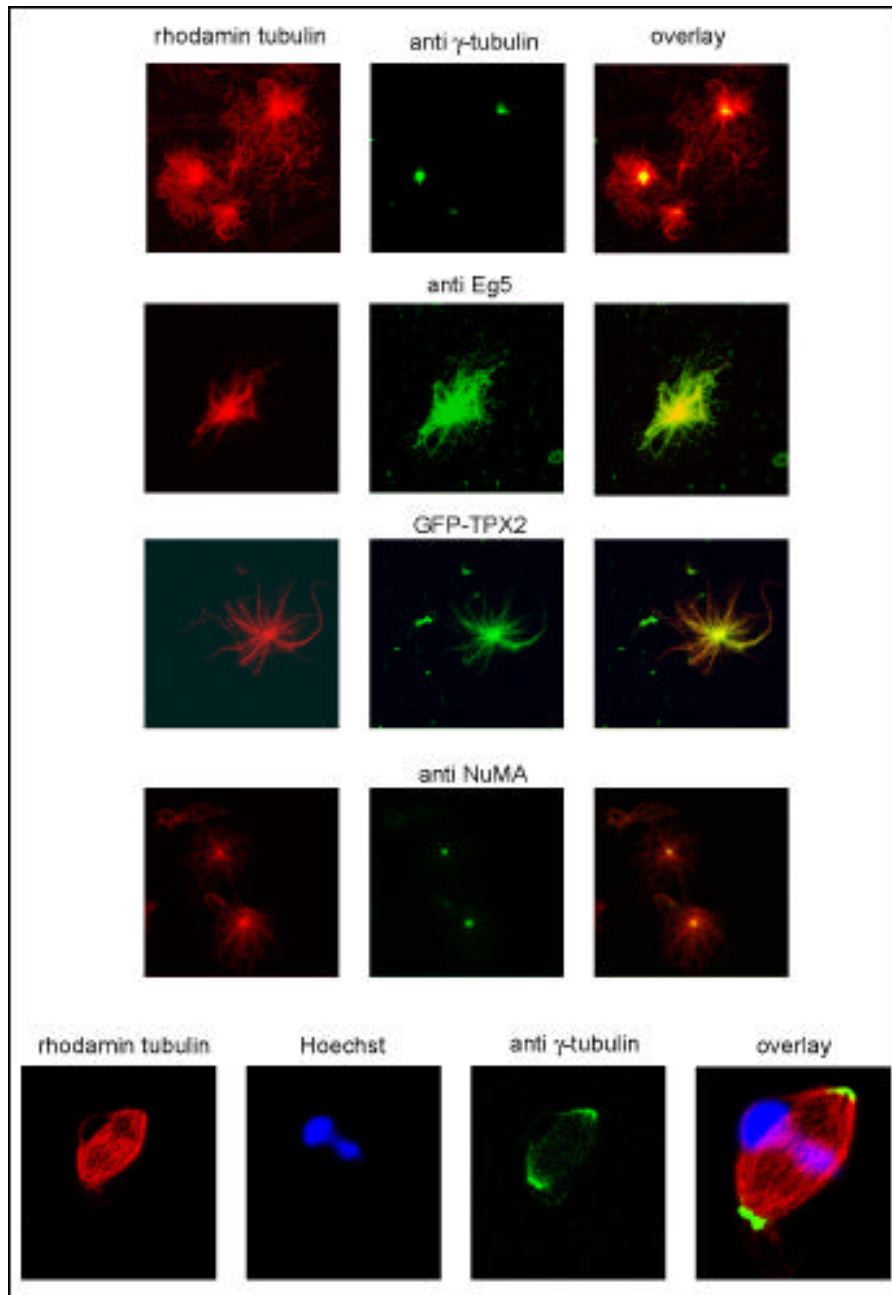 rhodamin tubulin anti γ-tubulin overlay
anti Eg5
GFP-TPX2
anti NuMA
rhodamin tubulin Hoechst anti γ-tubulin overlay